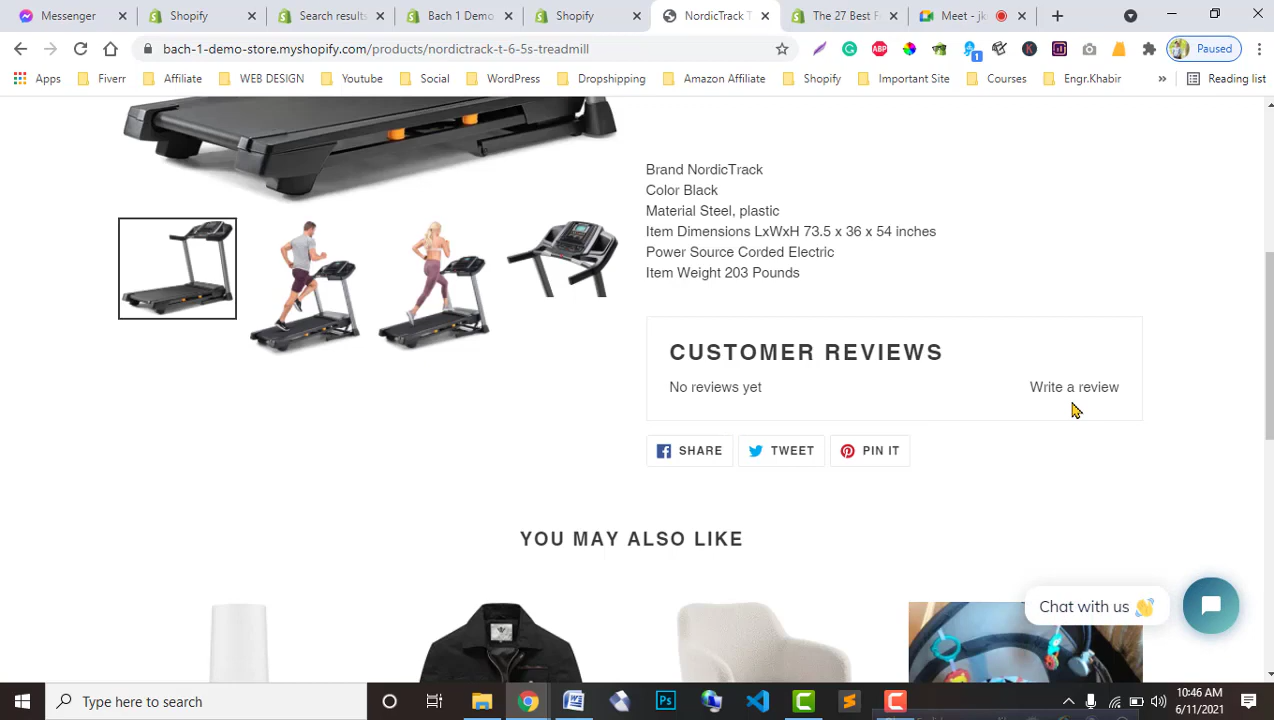 Messenger
Shopify
Search results
Bach 1 Demo
Shopify
NordicTrack T
The 27 Best F
Meet - jk
bach-1-demo-store.myshopify.com/products/nordictrack-t-6-5s-treadmill
ABP
1
K
Paused
Apps
Fiverr
Affiliate
WEB DESIGN
Youtube
Social
WordPress
Dropshipping
Amazon Affiliate
Shopify
Important Site
Courses
Engr.Khabir
»
Reading list
Brand NordicTrack
Color Black
Material Steel, plastic
Item Dimensions LxWxH 73.5 x 36 x 54 inches
Power Source Corded Electric
Item Weight 203 Pounds
CUSTOMER REVIEWS
No reviews yet
Write a review
SHARE
TWEET
PIN IT
YOU MAY ALSO LIKE
Chat with us 👋
Type here to search
Ps
10:46 AM
6/11/2021